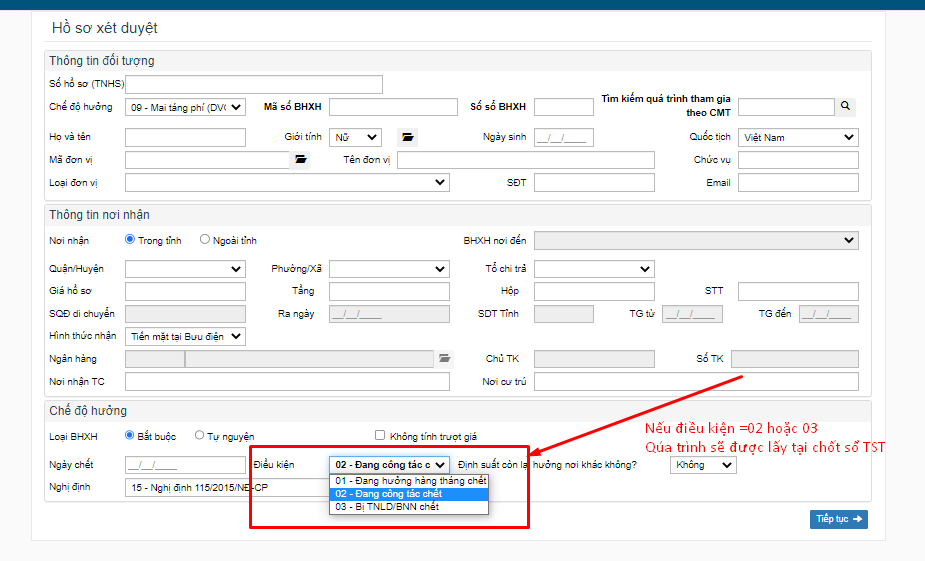 Hồ sơ xét duyệt
Thông tin đối tượng
Số hồ sơ (TNHS)
Chế độ hưởng 09 - Mai táng phí (DVC Mã số BHXH Số sổ BHXH Tìm kiếm quá trình tham gia
theo CMT
Họ và tên Giới tính Nữ Ngày sinh __/__/____ Quốc tịch Việt Nam
Mã đơn vị Tên đơn vị Chức vụ
Loại đơn vị SĐT Email
Thông tin nơi nhận
Nơi nhận Trong tỉnh Ngoài tỉnh BHXH nơi đến
Quận/Huyện Phường/Xã Tổ chi trả
Giá hồ sơ Tầng Hộp STT
SQĐ di chuyển Ra ngày __/__/____ SDT Tỉnh TG từ __/__/____ TG đến __/__/____
Hình thức nhận Tiền mặt tại Bưu điện
Ngân hàng Chủ TK Số TK
Nơi nhận TC Nơi cư trú
Chế độ hưởng
Loại BHXH Bắt buộc Tự nguyện Không tính trượt giá
Nếu điều kiện =02 hoặc 03
Qúa trình sẽ được lấy tại chốt sổ TST
Ngày chết __/__/____ Điều kiện 02 - Đang công tác c Định suất còn lại hưởng nơi khác không? Không
Nghị định 15 - Nghị định 115/2015/NĐ-CP
01 - Đang hưởng hàng tháng chết
02 - Đang công tác chết
03 - Bị TNLD/BNN chết
Tiếp tục